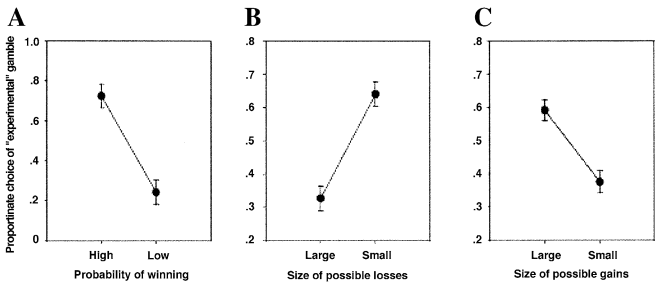 A
B
C
Proportinate choice of "experimental" gamble
1.0
.8
.6
.4
.2
0
High Low
Probability of winning
.8
.7
.6
.5
.4
.3
.2
Large Small
Size of possible losses
.8
.7
.6
.5
.4
.3
.2
Large Small
Size of possible gains